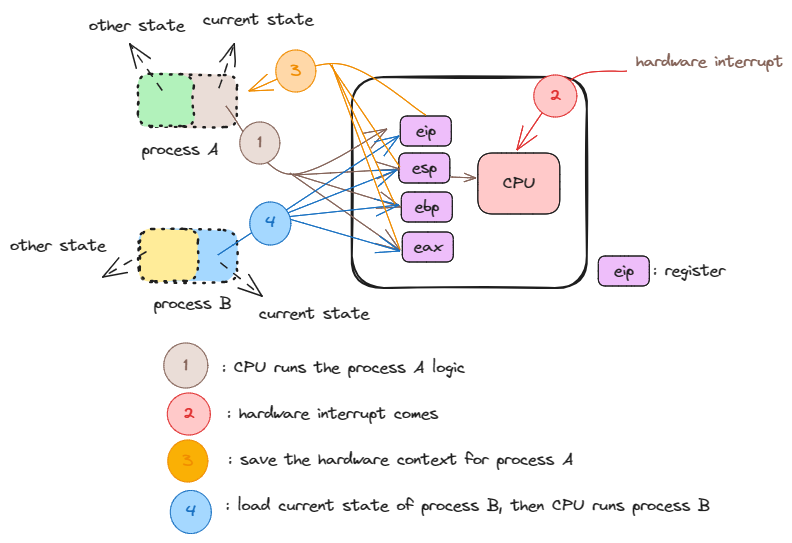 other state
current state
3
hardware interrupt
2
process A
1
eip
esp
CPU
ebp
4
eax
other state
process B
current state
eip
: register
1
: CPU runs the process A logic
2
: hardware interrupt comes
3
: save the hardware context for process A
4
: load current state of process B, then CPU runs process B